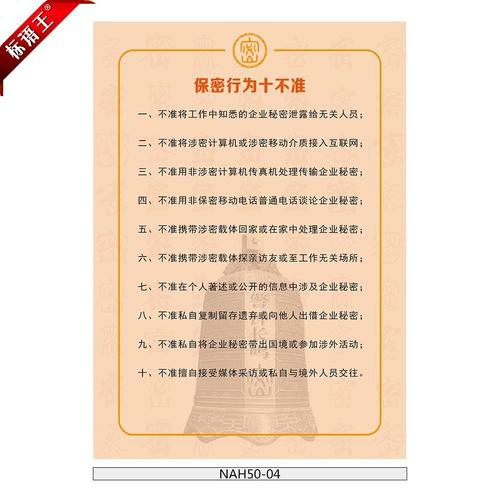 标语王
保密行为十不准
一、不准将工作中知悉的企业秘密泄露给无关人员;
二、不准将涉密计算机或涉密移动介质接入互联网;
三、不准用非涉密计算机传真机处理传输企业秘密;
四、不准用非保密移动电话普通电话谈论企业秘密;
五、不准携带涉密载体回家或在家中处理企业秘密;
六、不准携带涉密载体探亲访友或至工作无关场所;
七、不准在个人著述或公开的信息中涉及企业秘密;
八、不准私自复制留存遗弃或向他人出借企业秘密;
九、不准私自将企业秘密带出国境或参加涉外活动;
十、不准擅自接受媒体采访或私自与境外人员交往。
警钟长鸣
NAH50-04